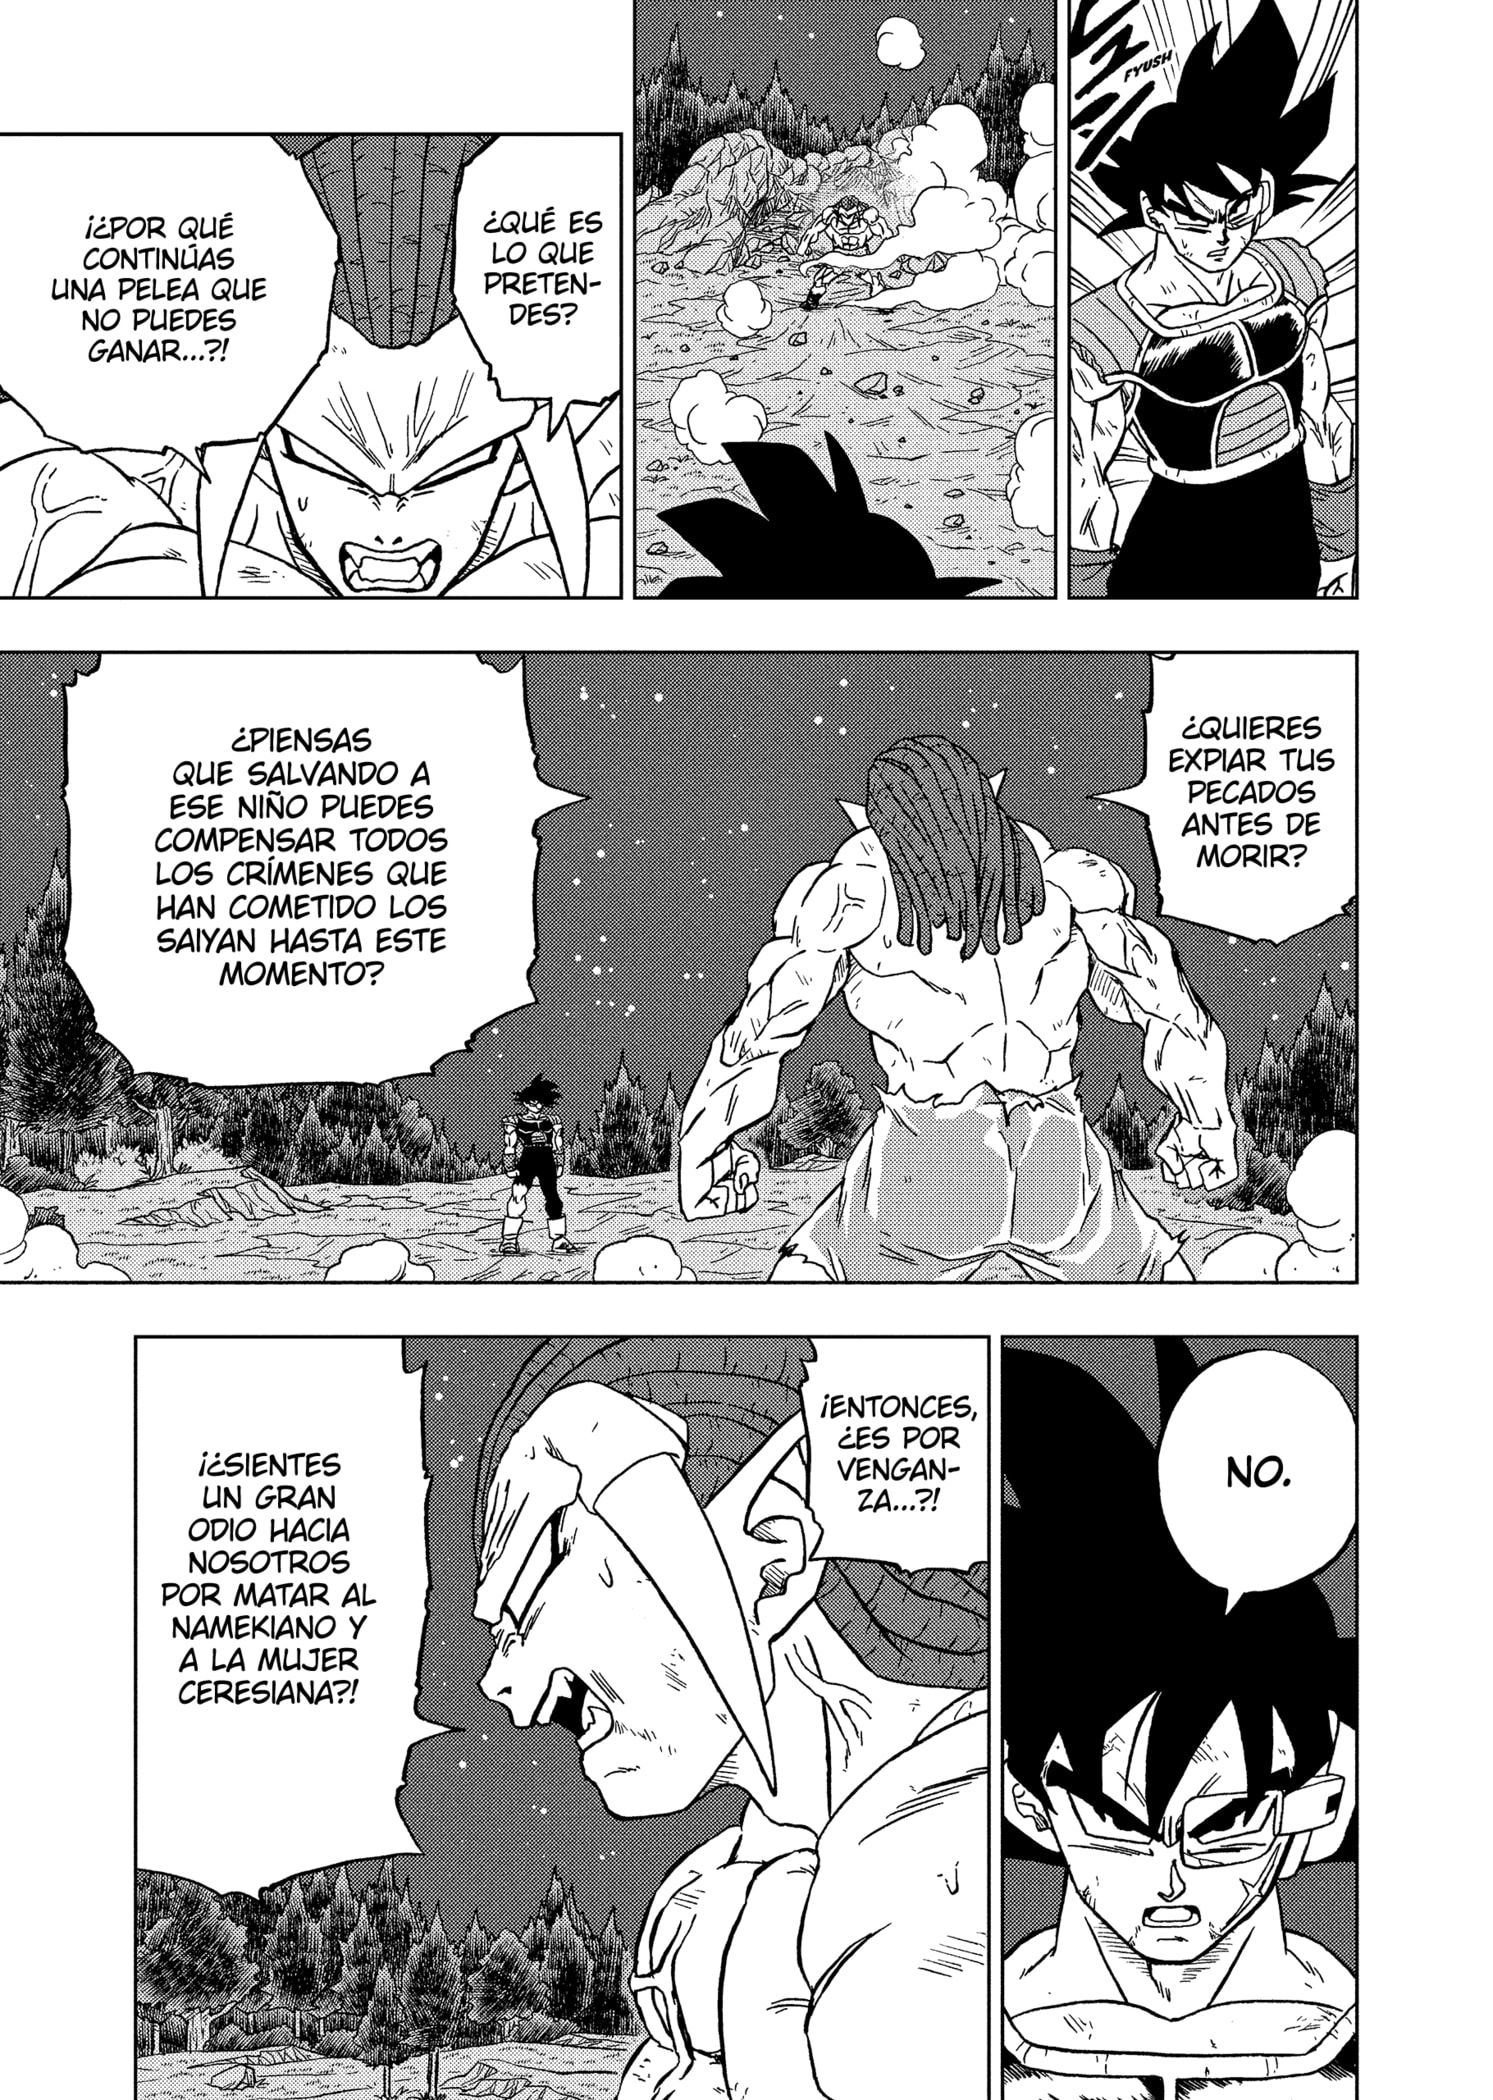 ピュン
FYUSH
¿QUÉ ES
LO QUE
PRETEN-
DES?
¡¿POR QUÉ
CONTINÚAS
UNA PELEA QUE
NO PUEDES
GANAR...?!
¿QUIERES
EXPIAR TUS
PECADOS
ANTES DE
MORIR?
¿PIENSAS
QUE SALVANDO A
ESE NIÑO PUEDES
COMPENSAR TODOS
LOS CRÍMENES QUE
HAN COMETIDO LOS
SAIYAN HASTA ESTE
MOMENTO?
NO.
¡ENTONCES,
¿ES POR
VENGAN-
ZA...?!
¡¿SIENTES
UN GRAN
ODIO HACIA
NOSOTROS
POR MATAR AL
NAMEKIANO Y
A LA MUJER
CERESIANA?!